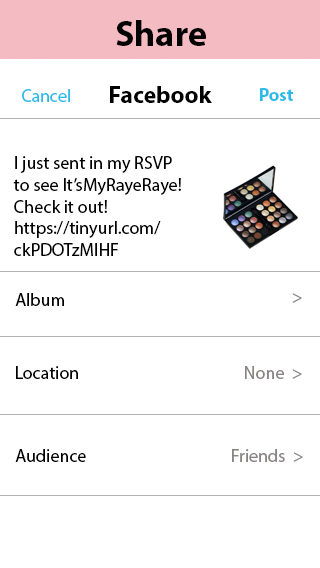 Share
Cancel Facebook Post
I just sent in my RSVP
to see It’sMyRayeRaye!
Check it out!
https://tinyurl.com/
ckPDOTzMIHF
Album >
Location None >
Audience Friends >